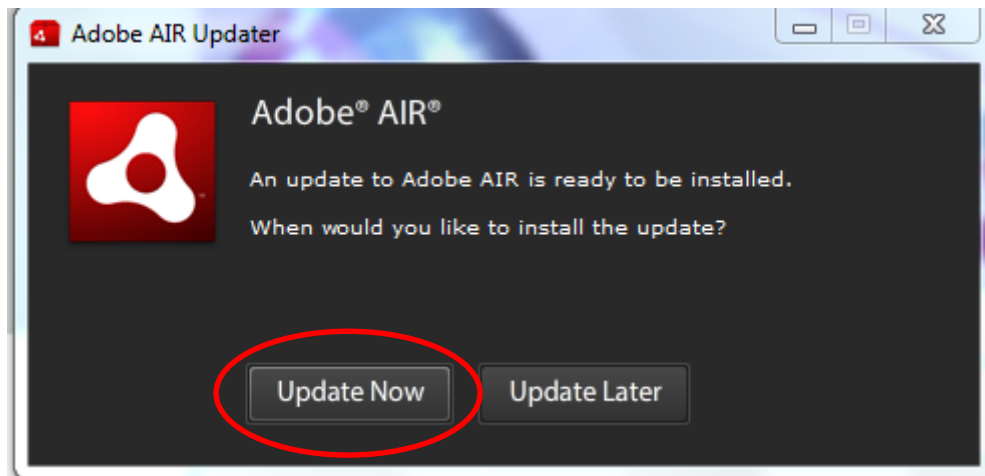 Adobe AIR Updater
Adobe® AIR®
An update to Adobe AIR is ready to be installed.
When would you like to install the update?
Update Now
Update Later